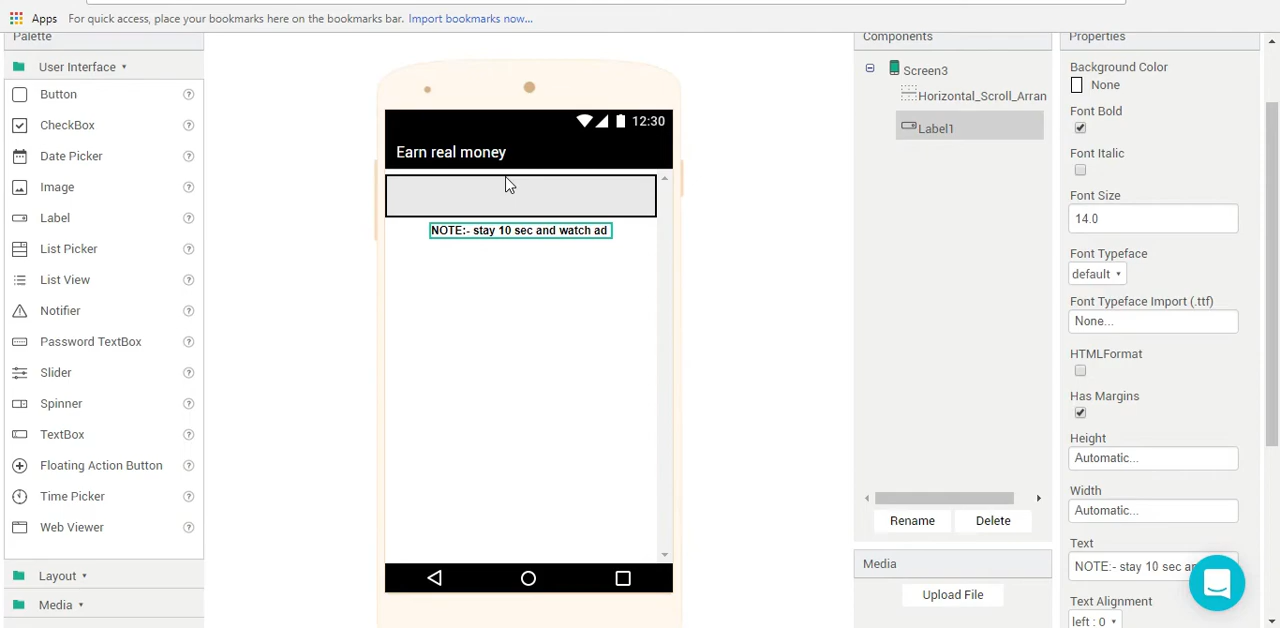 Apps For quick access, place your bookmarks here on the bookmarks bar. Import bookmarks now...
Palette
User Interface
Button
CheckBox
Date Picker
Image
Label
List Picker
List View
Notifier
Password TextBox
Slider
Spinner
TextBox
Floating Action Button
Time Picker
Web Viewer
Layout
Media
12:30
Earn real money
NOTE:- stay 10 sec and watch ad
Components
Screen3
Horizontal_Scroll_Arran
Label1
Rename Delete
Media
Upload File
Properties
Background Color
None
Font Bold
Font Italic
Font Size
14.0
Font Typeface
default
Font Typeface Import (.ttf)
None...
HTMLFormat
Has Margins
Height
Automatic...
Width
Automatic...
Text
NOTE:- stay 10 sec an
Text Alignment
left : 0